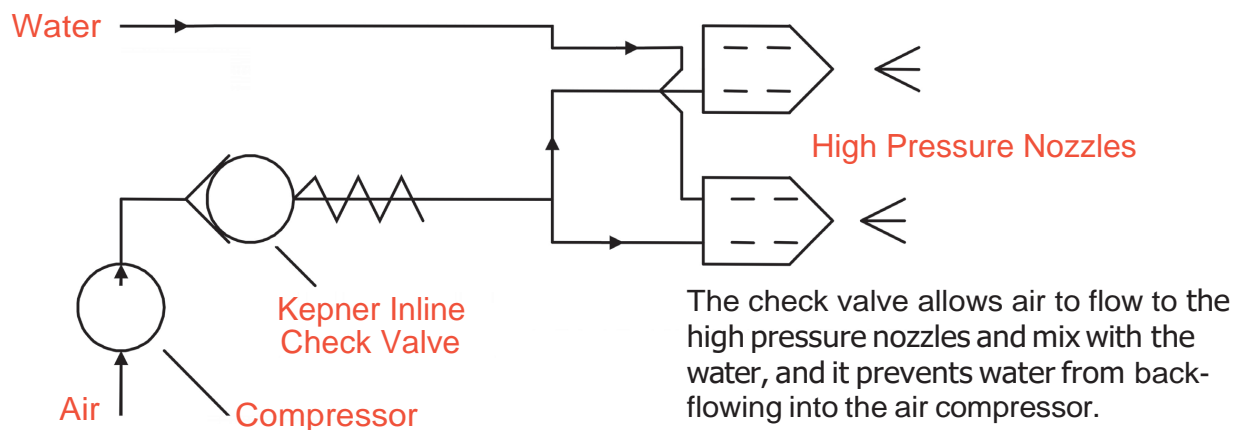 Water
High Pressure Nozzles
Kepner Inline
Check Valve
Air
Compressor
The check valve allows air to flow to the
high pressure nozzles and mix with the
water, and it prevents water from back-
flowing into the air compressor.